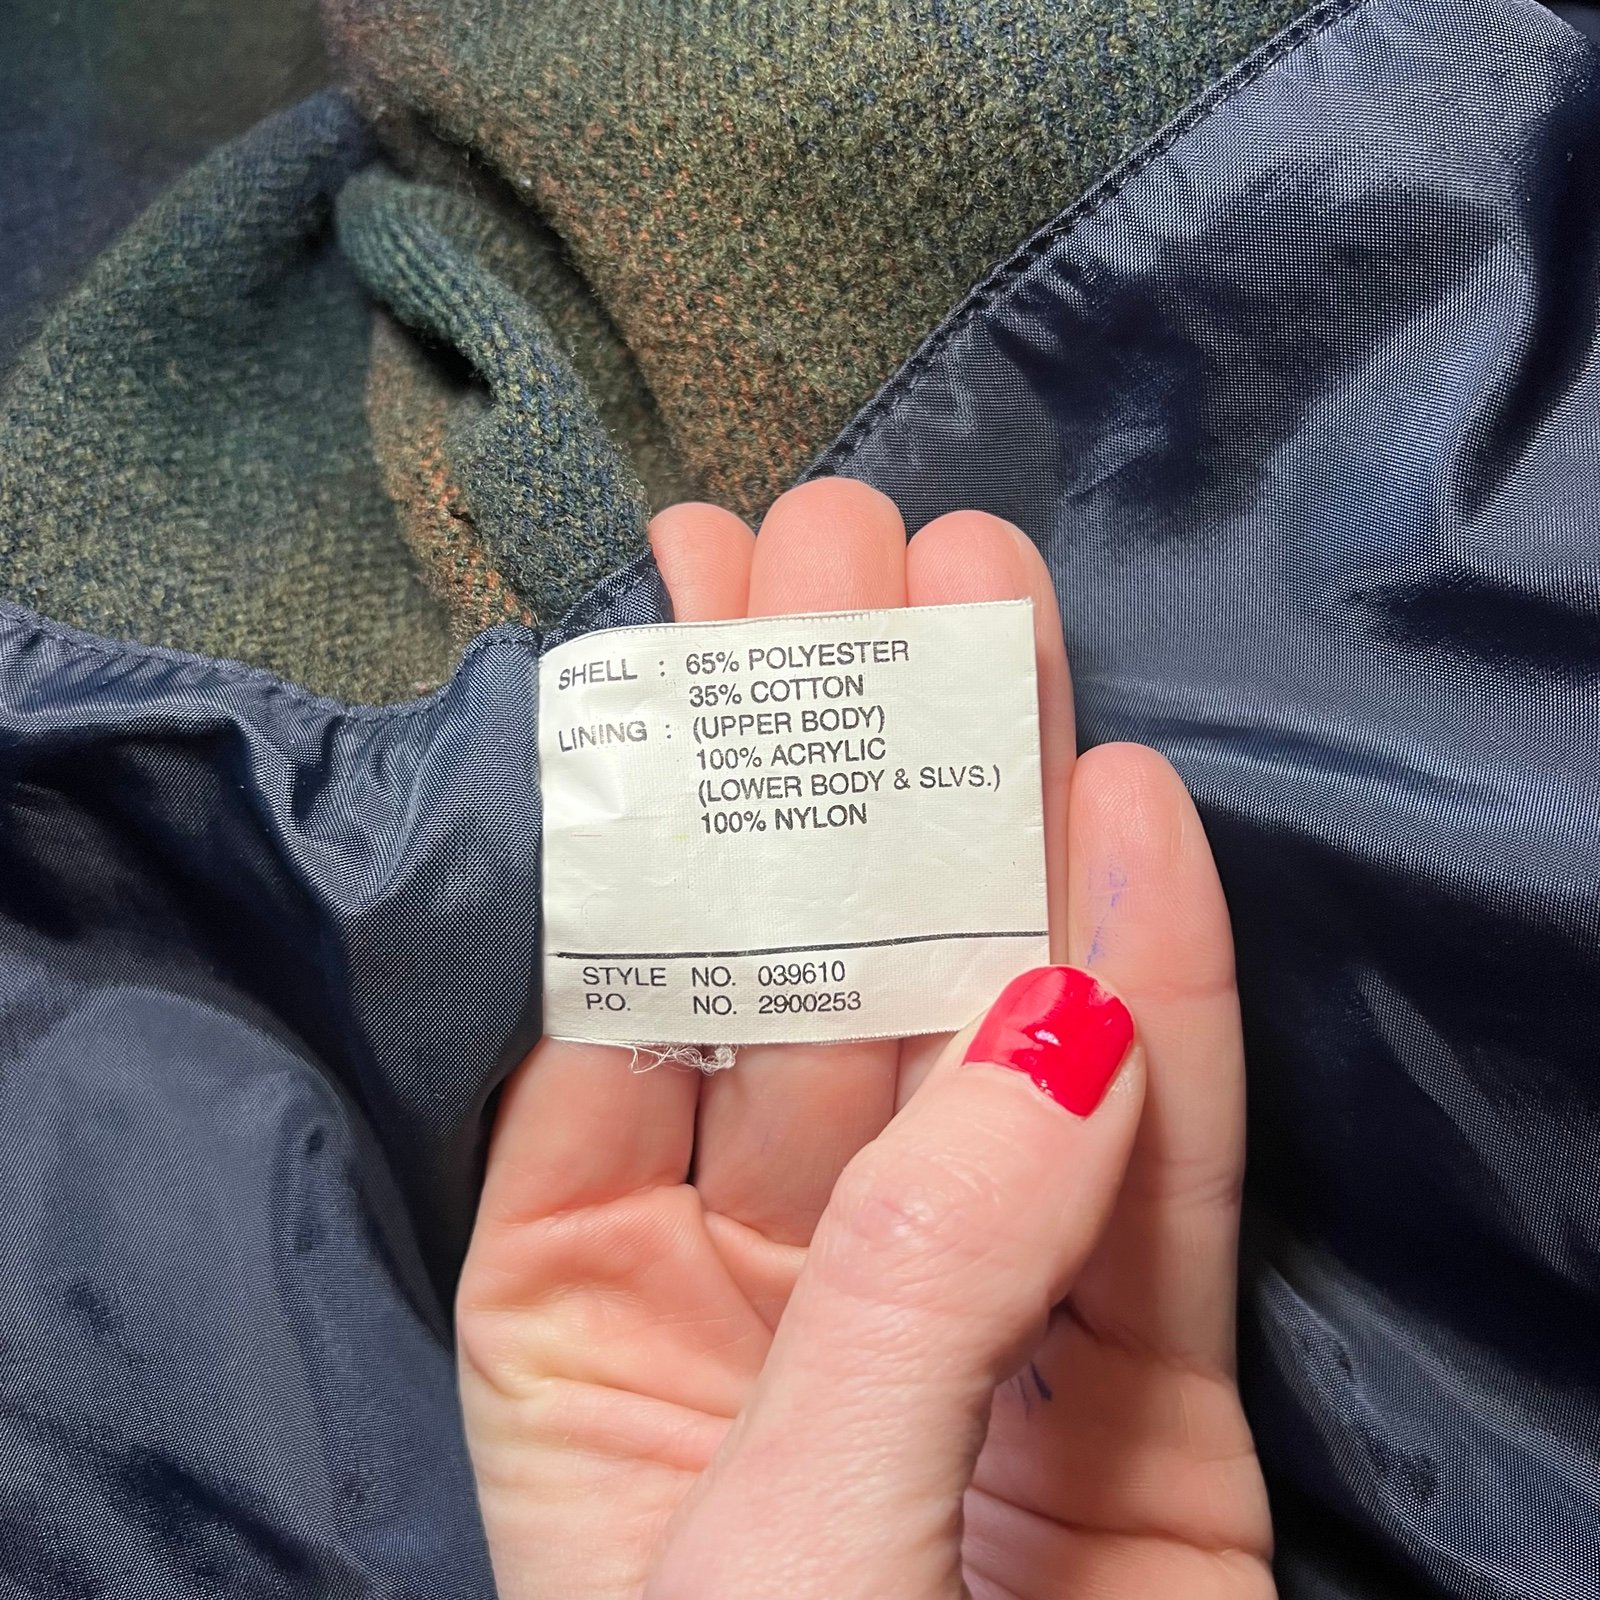 SHELL : 65% POLYESTER
35% COTTON
LINING : (UPPER BODY)
100% ACRYLIC
(LOWER BODY & SLVS.)
100% NYLON
STYLE NO. 039610
P.O. NO. 2900253